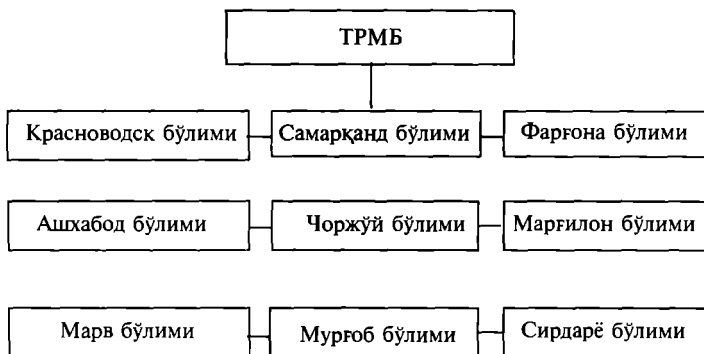 ТРМБ
Красноводск бўлими
Самарқанд бўлими
Фарғона бўлими
Ашхабод бўлими
Чоржўй бўлими
Марғилон бўлими
Марв бўлими
Мурғоб бўлими
Сирдарё бўлими